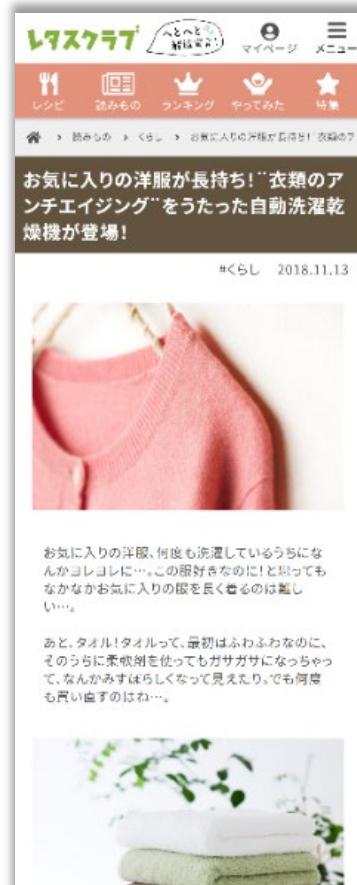 レタスクラブ
へとへと
解放宣言!
マイページ
メニュー
レシピ
読みもの
ランキング
やってみた
特集
> 読みもの > くらし > お気に入りの洋服が長持ち!¨衣類のア
お気に入りの洋服が長持ち!¨衣類のア
ンチエイジング¨をうたった自動洗濯乾
燥機が登場!
#くらし 2018.11.13
お気に入りの洋服、何度も洗濯しているうちにな
んかヨレヨレに…。この服好きなのに!と思っても
なかなかお気に入りの服を長く着るのは難し
い…。
あと、タオル!タオルって、最初はふわふわなのに、
そのうちに柔軟剤を使ってもガサガサになっちゃっ
て、なんかみすぼらしくなって見えたり。でも何度
も買い直すのはね…。